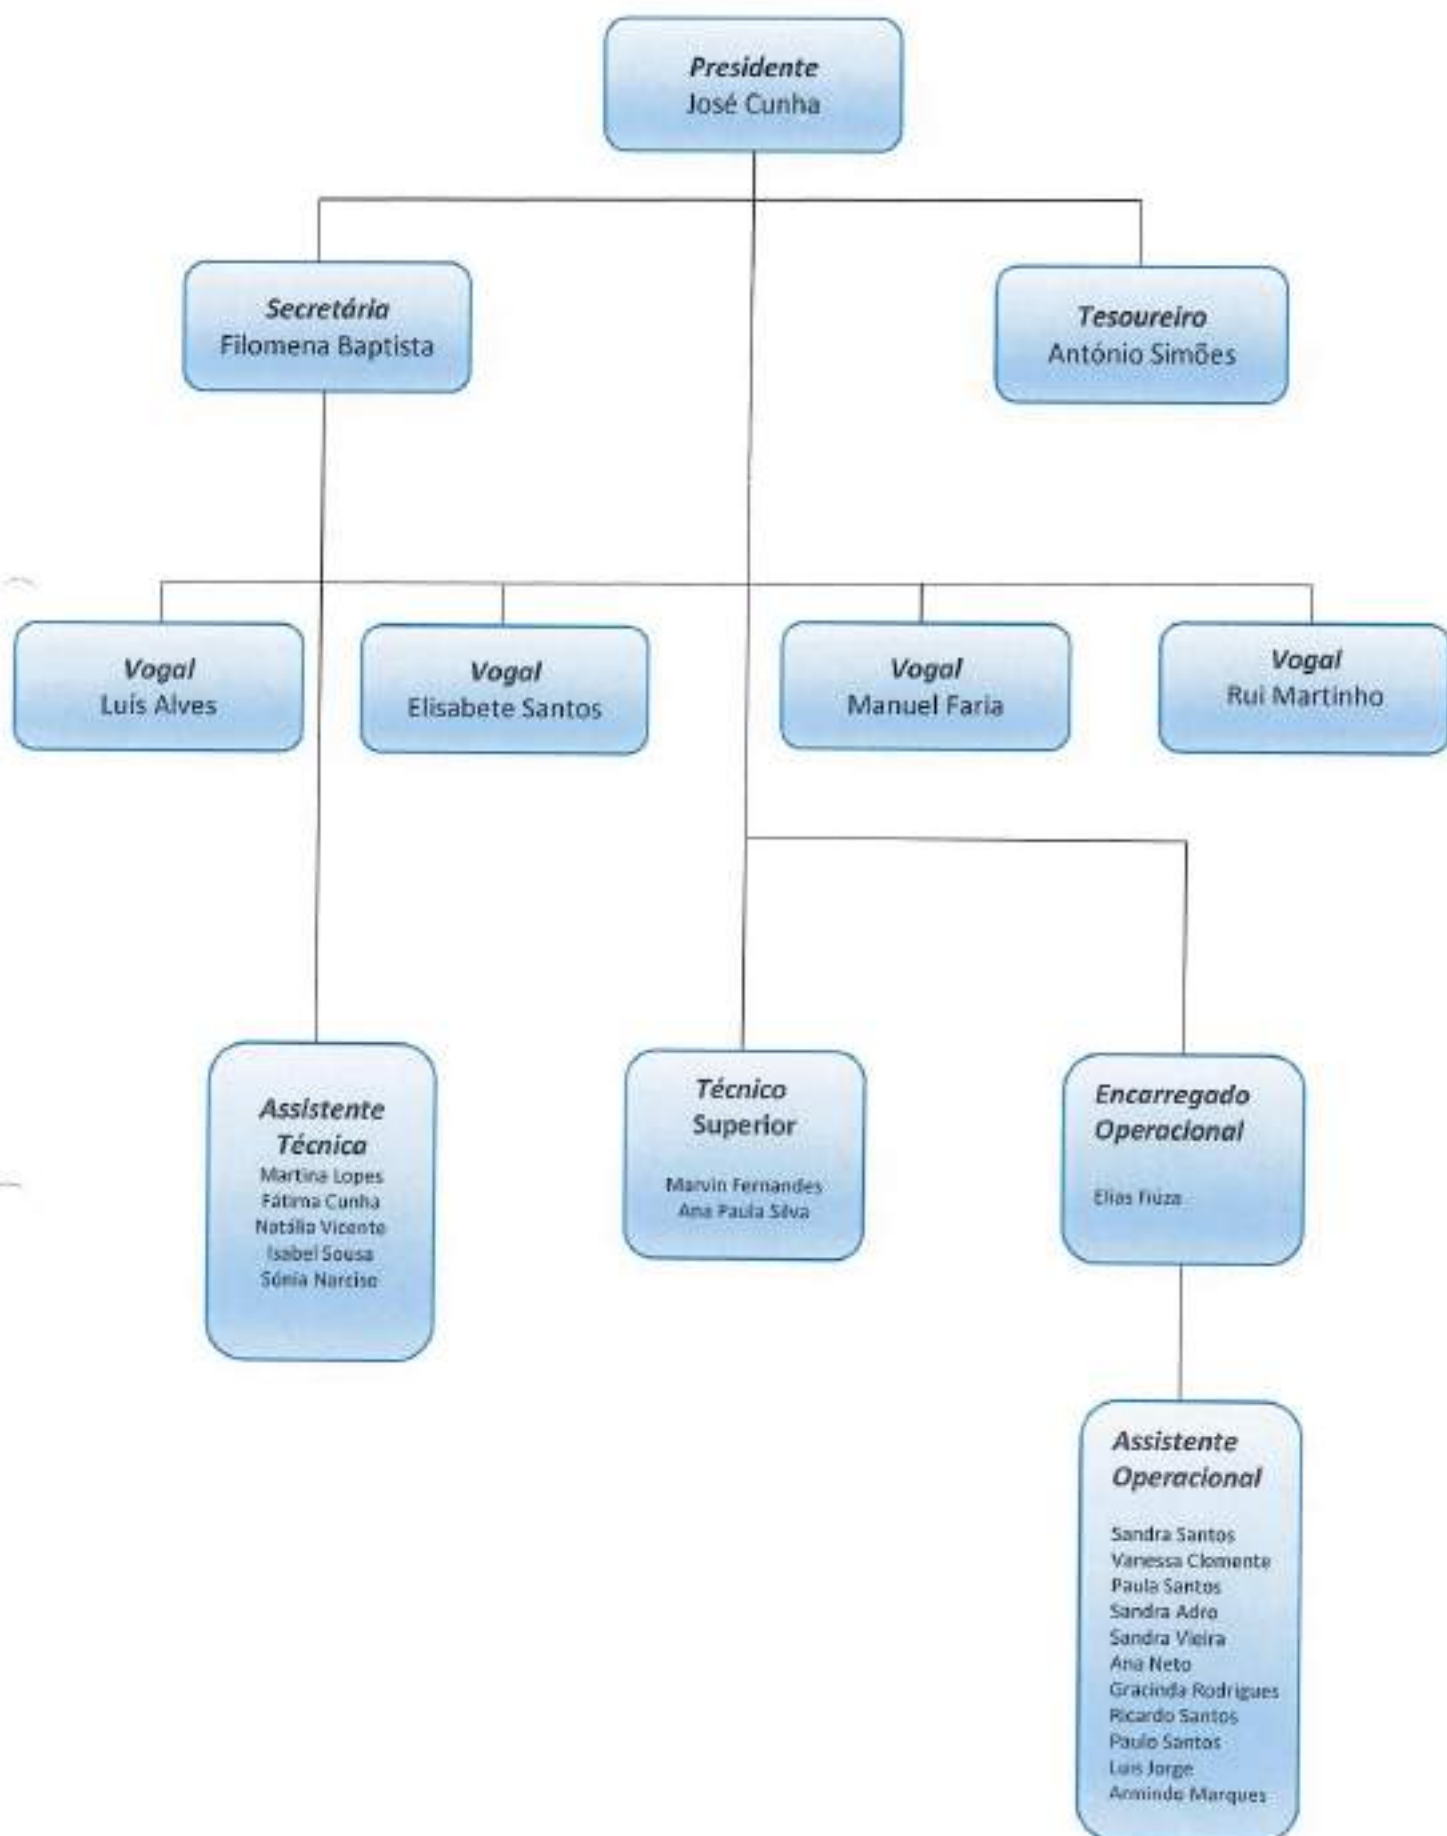 Presidente
José Cunha
Secretária
Filomena Baptista
Tesoureiro
António Simões
Vogal
Luís Alves
Vogal
Elisabete Santos
Vogal
Manuel Faria
Vogal
Rui Martinho
Assistente
Técnica
Martina Lopes
Fátima Cunha
Natália Vicente
Isabel Sousa
Sónia Narciso
Técnico
Superior
Marvin Fernandes
Ana Paula Silva
Encarregado
Operacional
Elias Fiúza
Assistente
Operacional
Sandra Santos
Vanessa Clemente
Paula Santos
Sandra Adro
Sandra Vieira
Ana Neto
Gracinda Rodrigues
Ricardo Santos
Paulo Santos
Luis Jorge
Armindo Marques